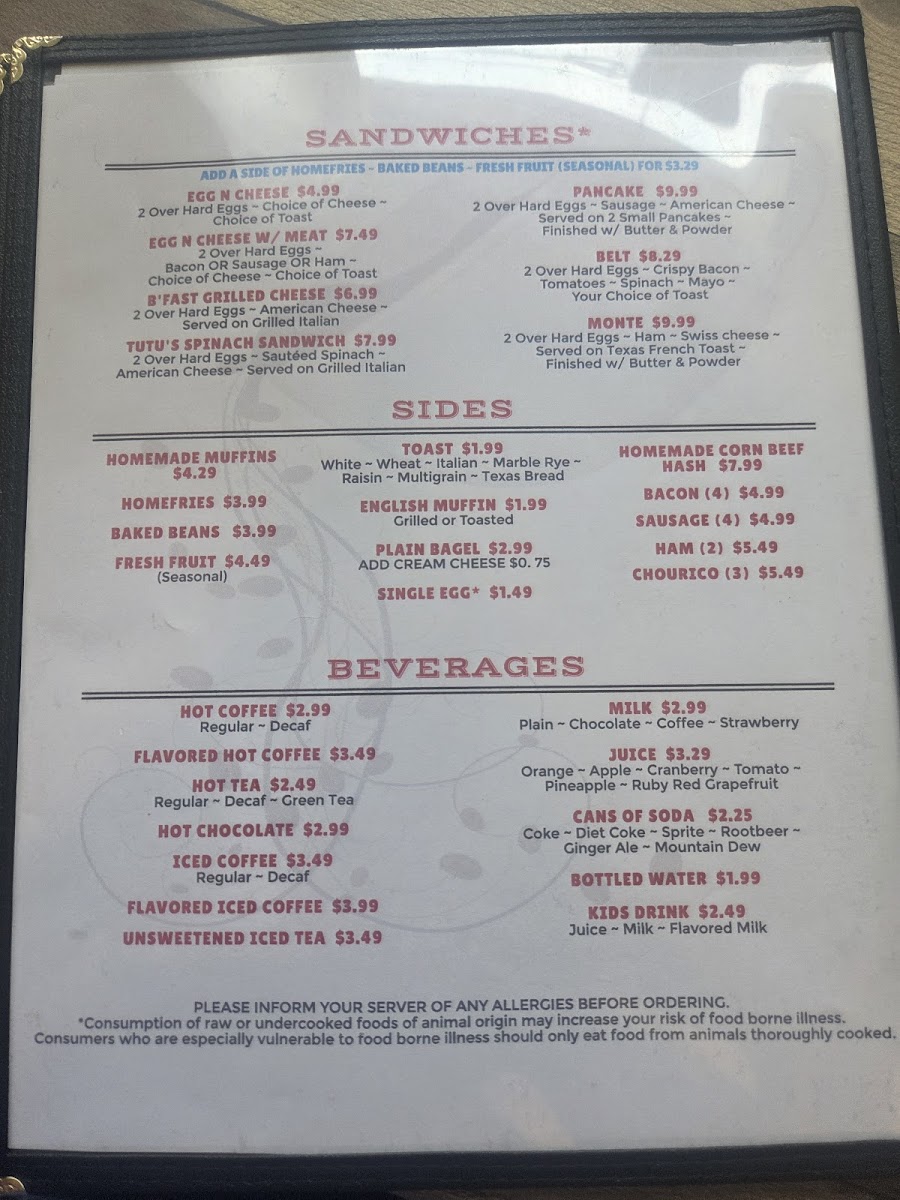 SANDWICHES*
ADD A SIDE OF HOMEFRIES - BAKED BEANS - FRESH FRUIT (SEASONAL) FOR $3.29
EGG N CHEESE $4.99
2 Over Hard Eggs ~ Choice of Cheese ~
Choice of Toast
EGG N CHEESE W/ MEAT $7.49
2 Over Hard Eggs ~
Bacon OR Sausage OR Ham ~
Choice of Cheese ~ Choice of Toast
B'FAST GRILLED CHEESE $6.99
2 Over Hard Eggs ~ American Cheese ~
Served on Grilled Italian
TUTU'S SPINACH SANDWICH $7.99
2 Over Hard Eggs ~ Sautéed Spinach ~
American Cheese ~ Served on Grilled Italian
PANCAKE $9.99
2 Over Hard Eggs ~ Sausage ~ American Cheese ~
Served on 2 Small Pancakes ~
Finished w/ Butter & Powder
BELT $8.29
2 Over Hard Eggs ~ Crispy Bacon ~
Tomatoes ~ Spinach ~ Mayo ~
Your Choice of Toast
MONTE $9.99
2 Over Hard Eggs ~ Ham ~ Swiss cheese ~
Served on Texas French Toast ~
Finished w/ Butter & Powder
SIDES
HOMEMADE MUFFINS
$4.29
HOMEFRIES $3.99
BAKED BEANS $3.99
FRESH FRUIT $4.49
(Seasonal)
TOAST $1.99
White ~ Wheat ~ Italian ~ Marble Rye ~
Raisin ~ Multigrain ~ Texas Bread
ENGLISH MUFFIN $1.99
Grilled or Toasted
PLAIN BAGEL $2.99
ADD CREAM CHEESE $0. 75
SINGLE EGG* $1.49
HOMEMADE CORN BEEF
HASH $7.99
BACON (4) $4.99
SAUSAGE (4) $4.99
HAM (2) $5.49
CHOURICO (3) $5.49
BEVERAGES
HOT COFFEE $2.99
Regular ~ Decaf
FLAVORED HOT COFFEE $3.49
HOT TEA $2.49
Regular ~ Decaf ~ Green Tea
HOT CHOCOLATE $2.99
ICED COFFEE $3.49
Regular ~ Decaf
FLAVORED ICED COFFEE $3.99
UNSWEETENED ICED TEA $3.49
MILK $2.99
Plain ~ Chocolate ~ Coffee ~ Strawberry
JUICE $3.29
Orange ~ Apple ~ Cranberry ~ Tomato ~
Pineapple ~ Ruby Red Grapefruit
CANS OF SODA $2.25
Coke ~ Diet Coke ~ Sprite ~ Rootbeer ~
Ginger Ale ~ Mountain Dew
BOTTLED WATER $1.99
KIDS DRINK $2.49
Juice ~ Milk ~ Flavored Milk
PLEASE INFORM YOUR SERVER OF ANY ALLERGIES BEFORE ORDERING.
*Consumption of raw or undercooked foods of animal origin may increase your risk of food borne illness.
Consumers who are especially vulnerable to food borne illness should only eat food from animals thoroughly cooked.